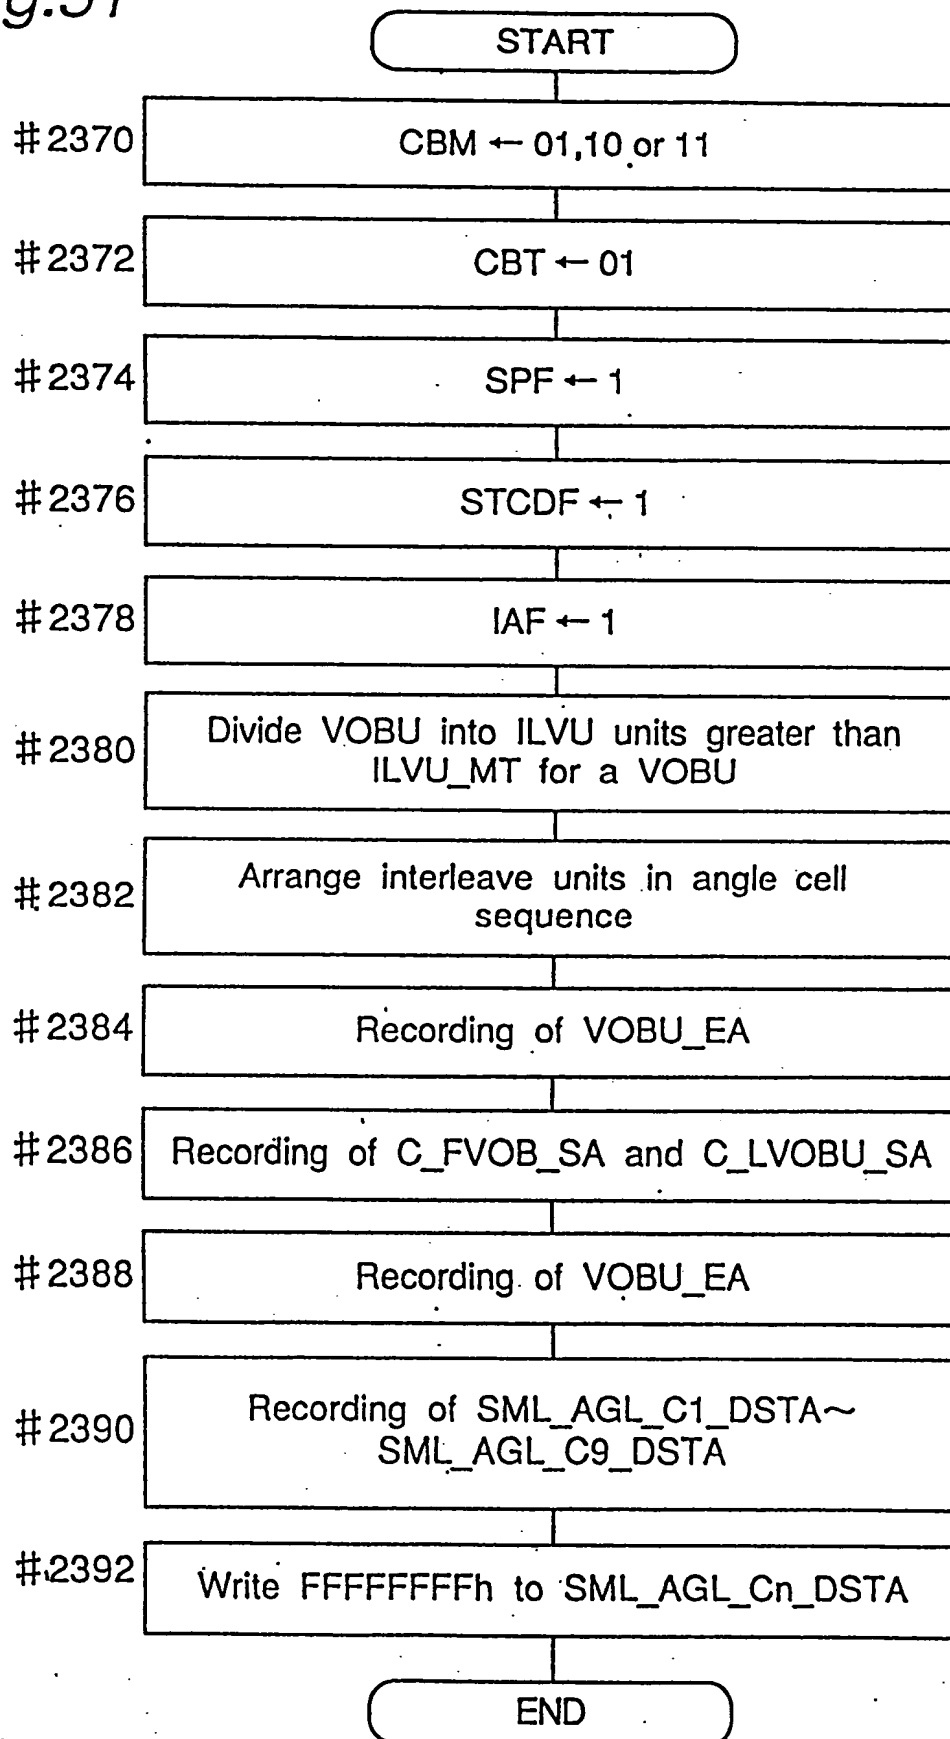 g.51
START
#2370
CBM ← 01,10 or 11
#2372
CBT ← 01
#2374
SPF ← 1
#2376
STCDF ← 1
#2378
IAF ← 1
#2380
Divide VOBU into ILVU units greater than
ILVU_MT for a VOBU
#2382
Arrange interleave units in angle cell
sequence
#2384
Recording of VOBU_EA
#2386
Recording of C_FVOB_SA and C_LVOBU_SA
#2388
Recording of VOBU_EA
#2390
Recording of SML_AGL_C1_DSTA~
SML_AGL_C9_DSTA
#2392
Write FFFFFFFFh to SML_AGL_Cn_DSTA
END